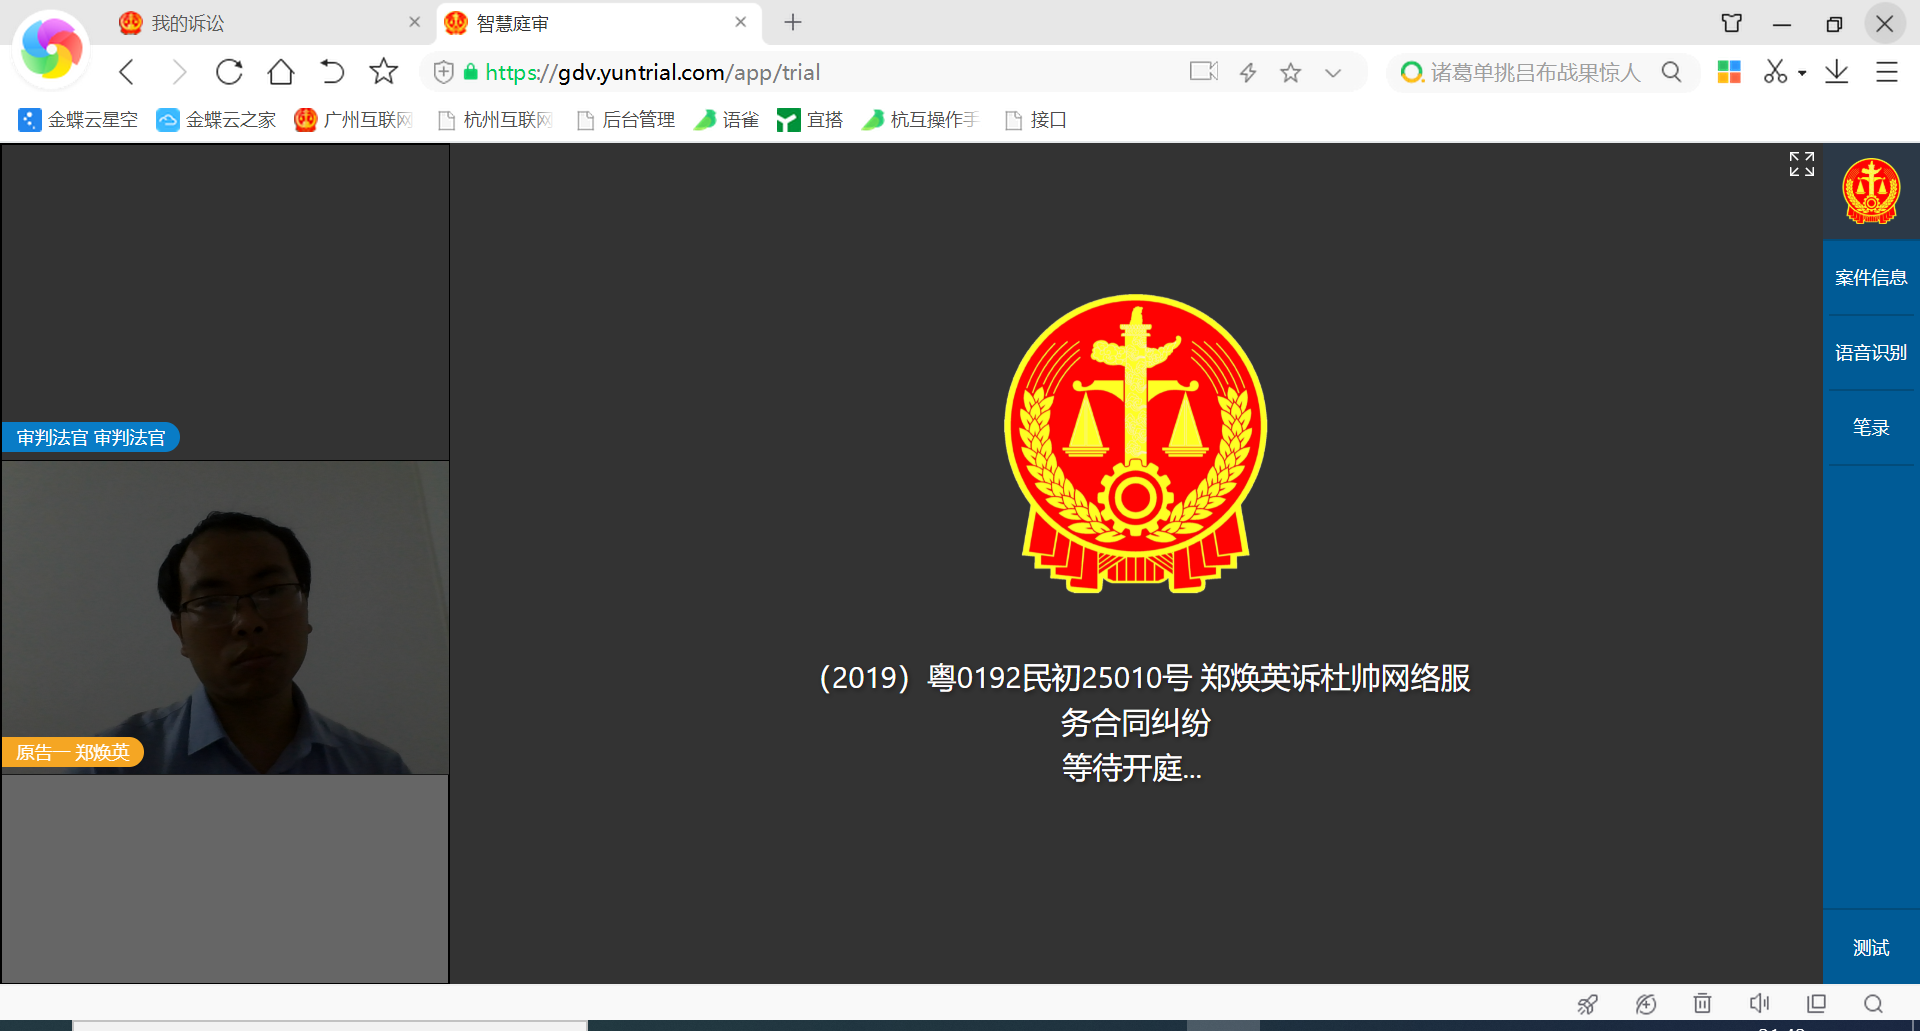 我的诉讼
智慧庭审
https://gdv.yuntrial.com/app/trial
诸葛单挑吕布战果惊人
金蝶云星空
金蝶云之家
广州互联网
杭州互联网
后台管理
语雀
宜搭
杭互操作手
接口
审判法官 审判法官
原告一 郑焕英
（2019）粤0192民初25010号 郑焕英诉杜帅网络服
务合同纠纷
等待开庭...
案件信息
语音识别
笔录
测试